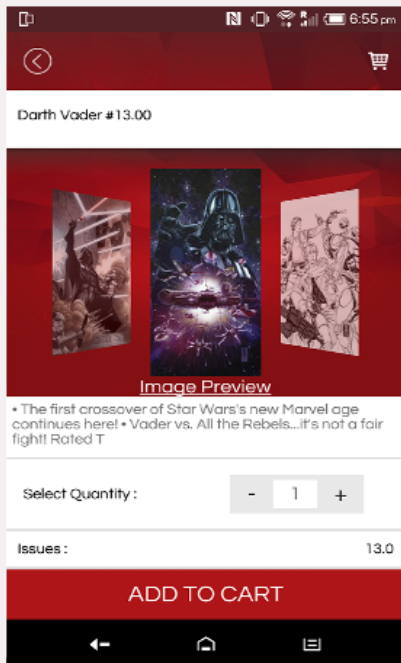 6:55 pm
Darth Vader #13.00
Image Preview
• The first crossover of Star Wars's new Marvel age
continues here! • Vader vs. All the Rebels...it's not a fair
fight! Rated T
Select Quantity :
- 1 +
Issues : 13.0
ADD TO CART